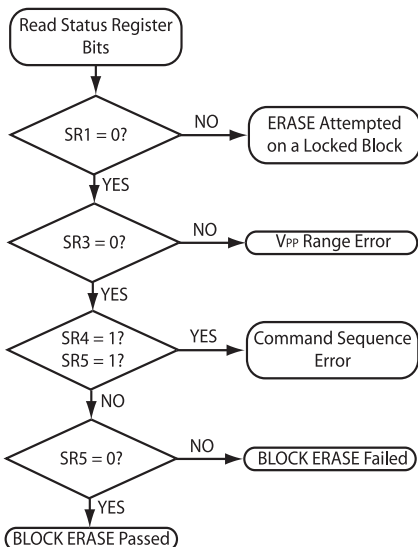 Read Status Register
Bits
SR1 = 0?
NO
ERASE Attempted
on a Locked Block
YES
SR3 = 0?
NO
VPP Range Error
YES
SR4 = 1?
SR5 = 1?
YES
Command Sequence
Error
NO
SR5 = 0?
NO
BLOCK ERASE Failed
YES
BLOCK ERASE Passed